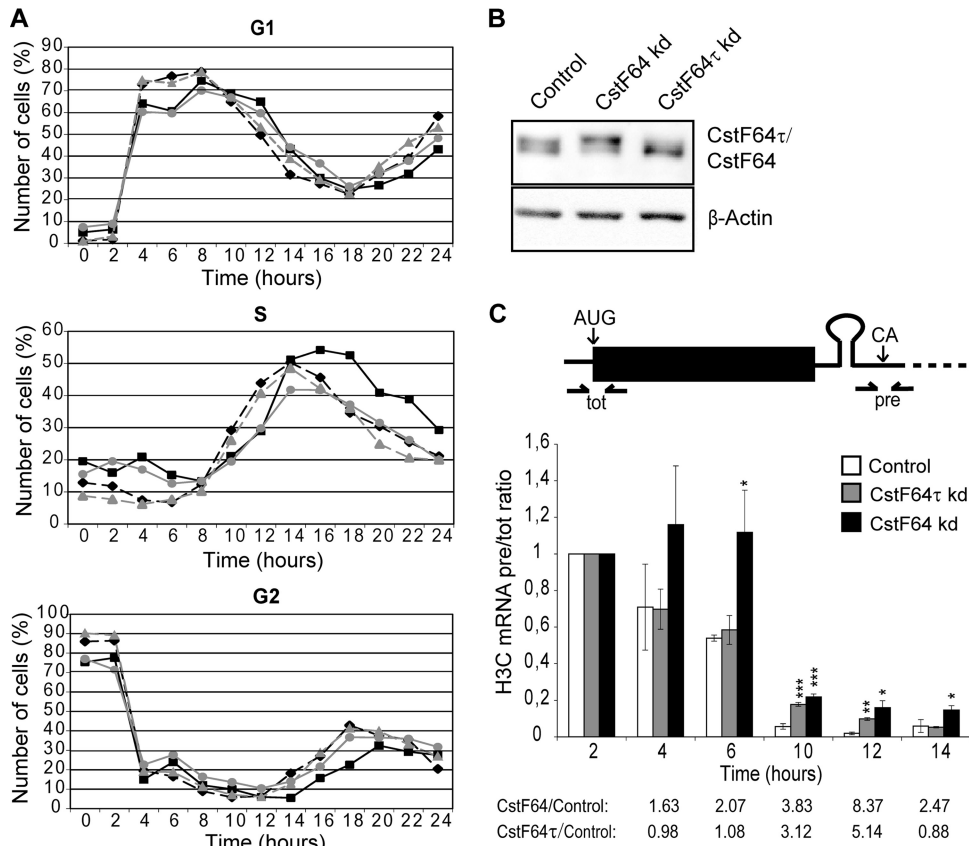 A
G1
Number of cells (%)
90
80
70
60
50
40
30
20
10
0
0 2 4 6 8 10 12 14 16 18 20 22 24
Time (hours)
S
Number of cells (%)
60
50
40
30
20
10
0
0 2 4 6 8 10 12 14 16 18 20 22 24
Time (hours)
G2
Number of cells (%)
100
90
80
70
60
50
40
30
20
10
0
0 2 4 6 8 10 12 14 16 18 20 22 24
Time (hours)
B
Control
CstF64 kd
CstF64τ kd
CstF64τ/
CstF64
β-Actin
C
AUG
CA
tot
pre
H3C mRNA pre/tot ratio
1,6
1,4
1,2
1
0,8
0,6
0,4
0,2
0
Control
CstF64τ kd
CstF64 kd
*
***
***
**
*
*
2 4 6 10 12 14
Time (hours)
CstF64/Control: 1.63 2.07 3.83 8.37 2.47
CstF64τ/Control: 0.98 1.08 3.12 5.14 0.88